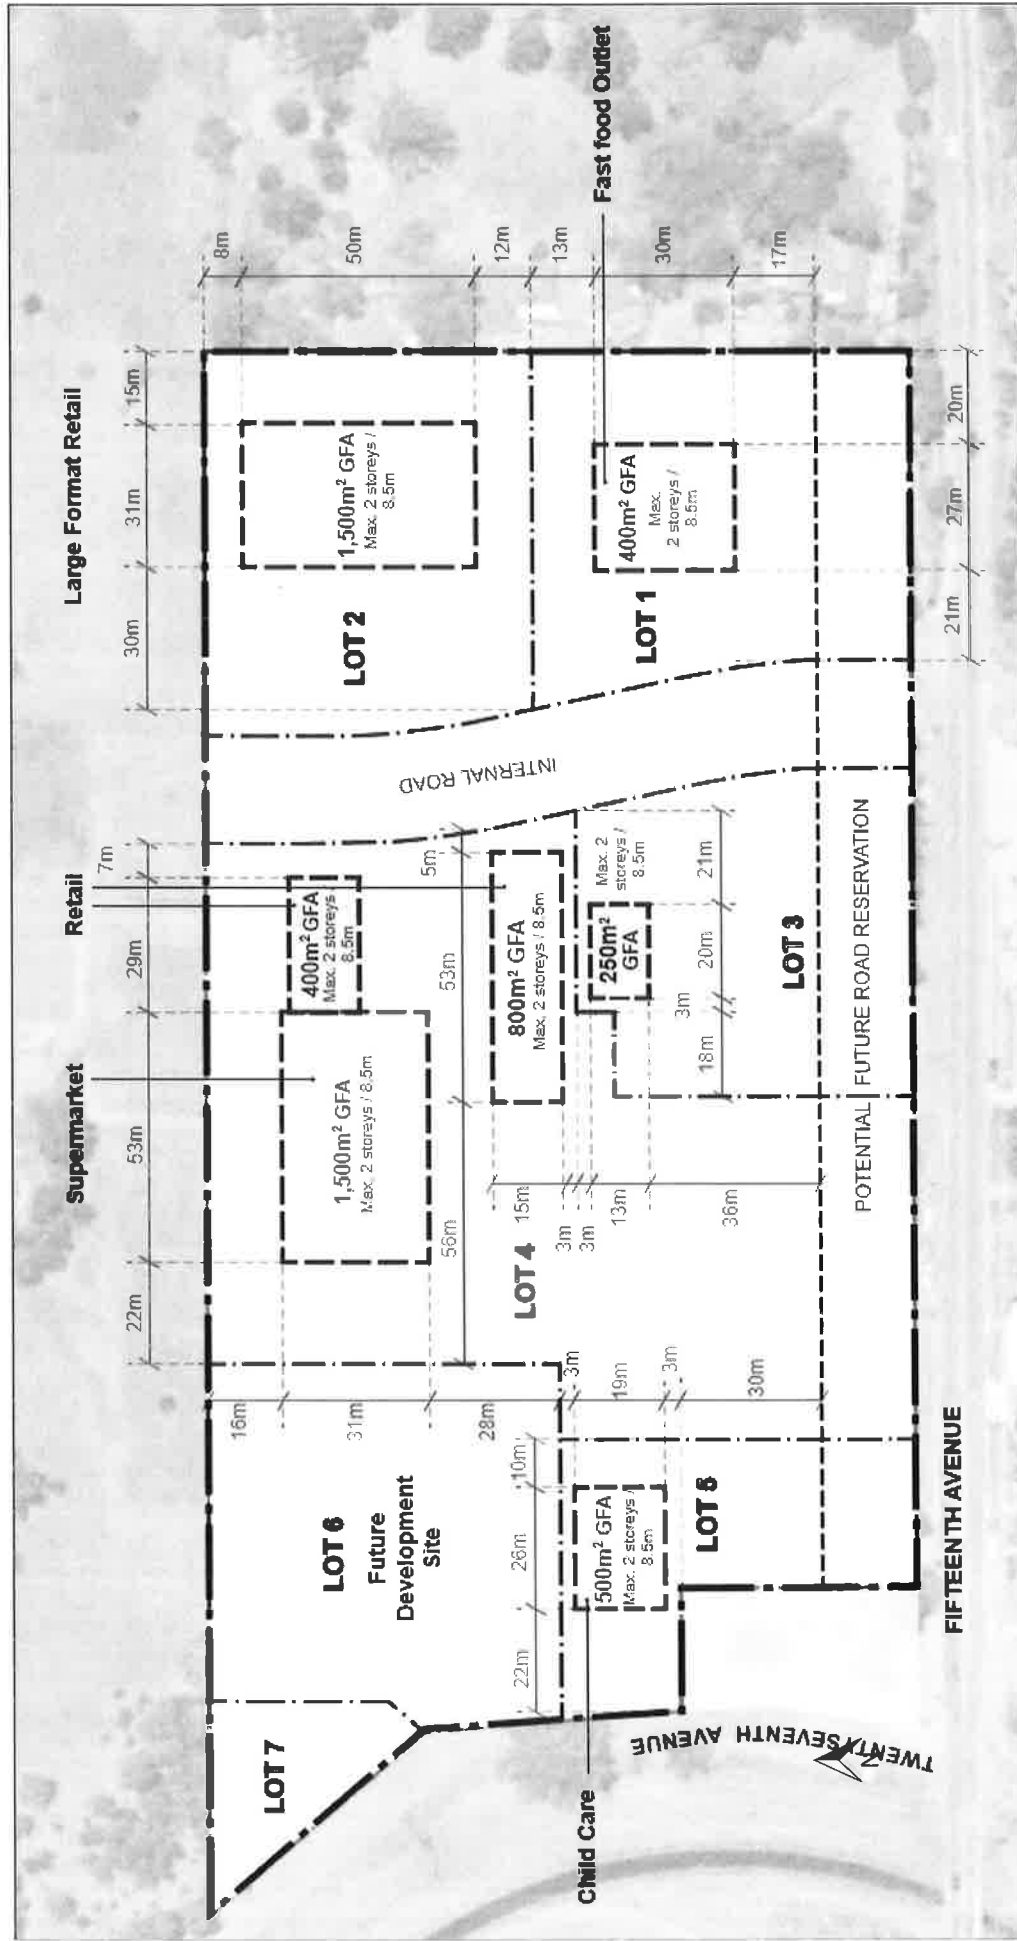 Supermarket
Retail
Large Format Retail
22m
53m
29m
7m
30m
31m
15m
8m
50m
12m
13m
30m
17m
Fast food Outlet
LOT 7
LOT 6
Future
Development
Site
16m
31m
28m
1,500m² GFA
Max. 2 storeys / 8.5m
400m² GFA
Max. 2 storeys /
8.5m
56m
53m
5m
LOT 4
15m
3m
3m
13m
36m
800m² GFA
Max. 2 storeys / 8.5m
INTERNAL ROAD
LOT 2
1,500m² GFA
Max. 2 storeys /
8.5m
LOT 1
400m² GFA
Max.
2 storeys /
8.5m
250m²
GFA
Max. 2
storeys /
8.5m
18m
3m
20m
21m
LOT 3
22m
26m
10m
3m
19m
3m
30m
500m² GFA
Max. 2 storeys /
8.5m
LOT 5
Child Care
TWENTYSEVENTH AVENUE
POTENTIAL FUTURE ROAD RESERVATION
21m
27m
20m
FIFTEENTH AVENUE